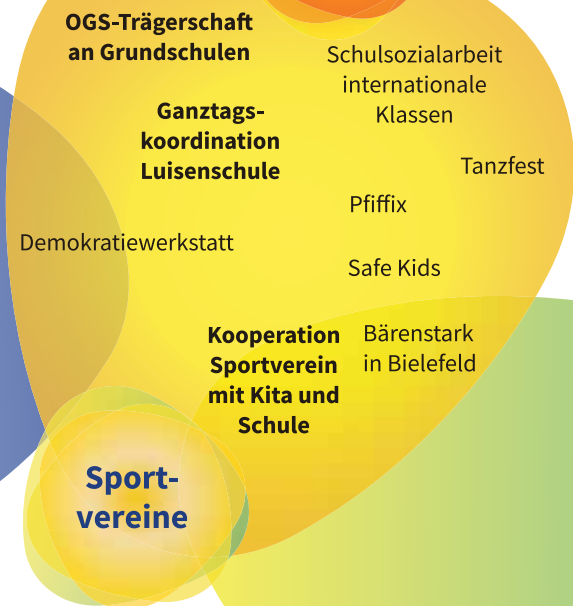 OGS-Trägerschaft
an Grundschulen
Schulsozialarbeit
internationale
Klassen
Ganztags-
koordination
Luisenschule
Tanzfest
Pfiffix
Demokratiewerkstatt
Safe Kids
Kooperation
Sportverein
mit Kita und
Schule
Bärenstark
in Bielefeld
Sport-
vereine